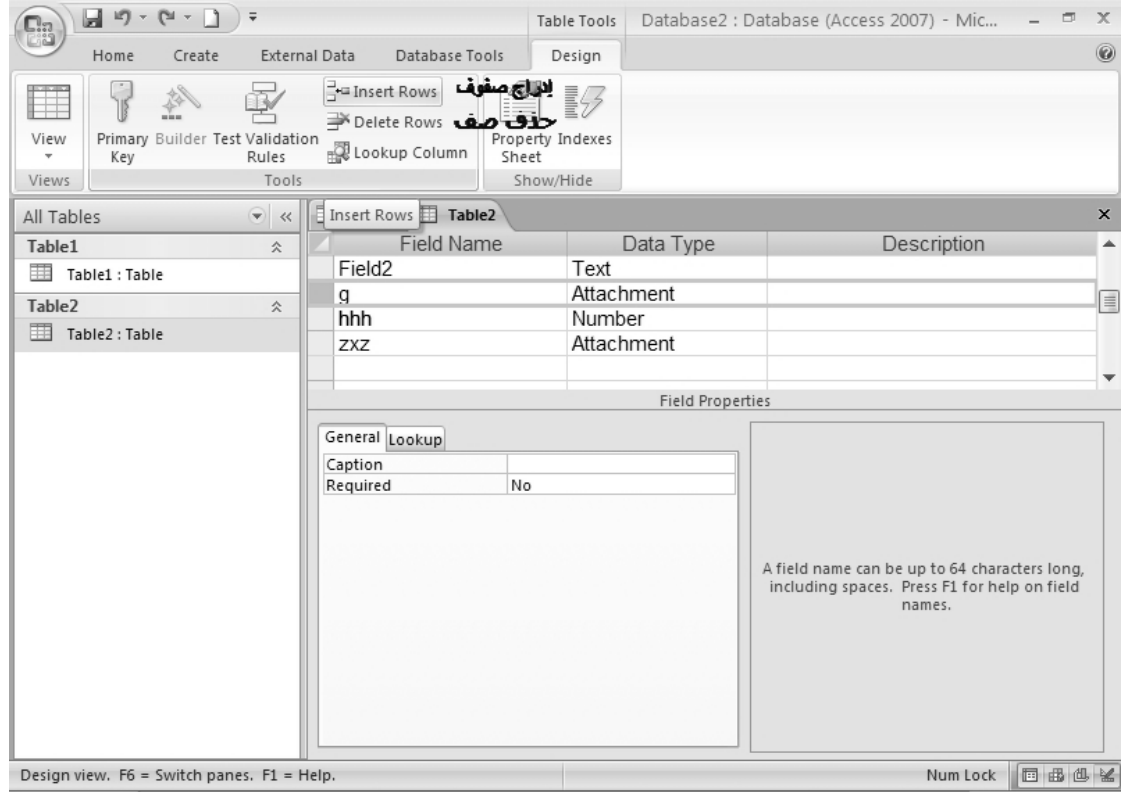 Table Tools Database2 : Database (Access 2007) - Mic...
Home Create External Data Database Tools Design
View
Views
Primary Key
Builder
Test Validation Rules
Insert Rows إدراج صفوف
Delete Rows حذف صف
Lookup Column
Tools
Property Sheet
Indexes
Show/Hide
All Tables
Insert Rows
Table2
Table1
Table1 : Table
Table2
Table2 : Table
Field Name Data Type Description
Field2 Text
g Attachment
hhh Number
zxz Attachment
Field Properties
General Lookup
Caption
Required No
A field name can be up to 64 characters long,
including spaces. Press F1 for help on field
names.
Design view. F6 = Switch panes. F1 = Help.
Num Lock